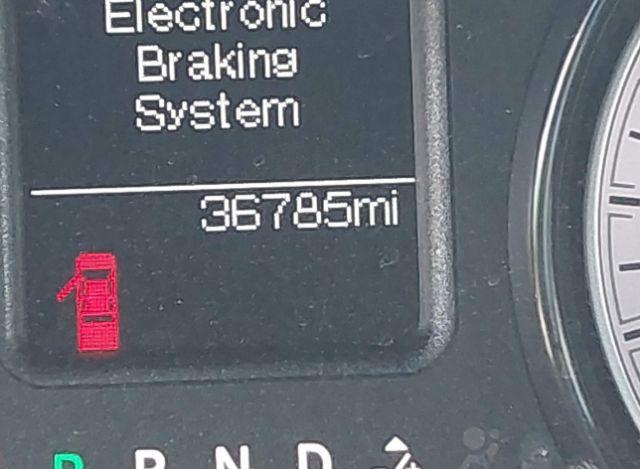 Electronic
Braking
System
36785mi
P R N D